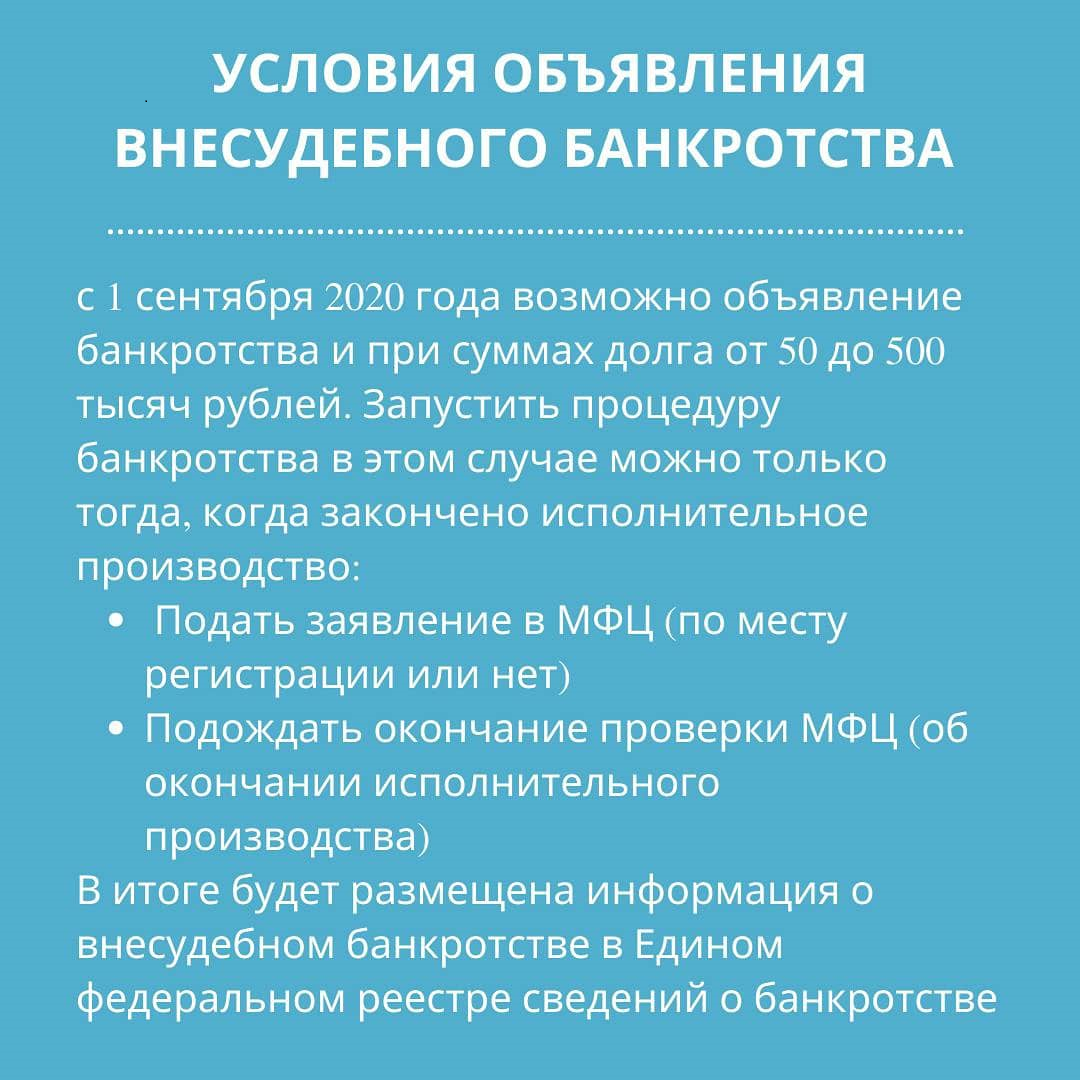 УСЛОВИЯ ОБЪЯВЛЕНИЯ
ВНЕСУДЕБНОГО БАНКРОТСТВА
с 1 сентября 2020 года возможно объявление
банкротства и при суммах долга от 50 до 500
тысяч рублей. Запустить процедуру
банкротства в этом случае можно только
тогда, когда закончено исполнительное
производство:
• Подать заявление в МФЦ (по месту
регистрации или нет)
• Подождать окончание проверки МФЦ (об
окончании исполнительного
производства)
В итоге будет размещена информация о
внесудебном банкротстве в Едином
федеральном реестре сведений о банкротстве